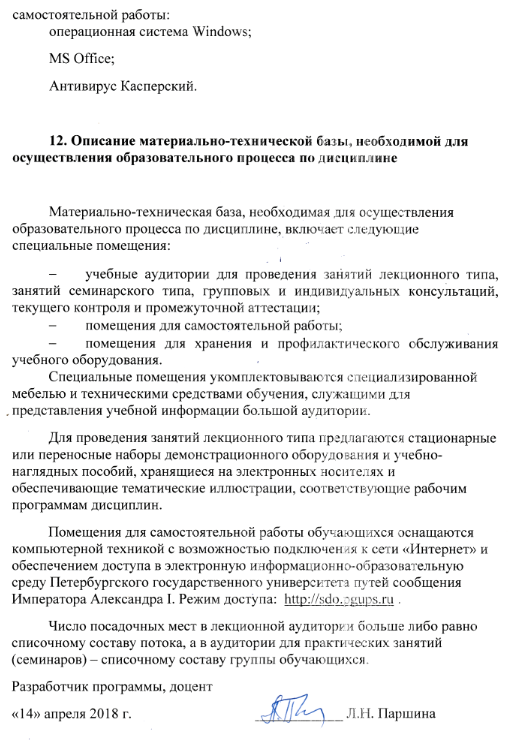 самостоятельной работы:
операционная система Windows;
MS Office;
Антивирус Касперский.
12. Описание материально-технической базы, необходимой для
осуществления образовательного процесса по дисциплине
Материально-техническая база, необходимая для осуществления
образовательного процесса по дисциплине, включает следующие
специальные помещения:
– учебные аудитории для проведения занятий лекционного типа,
занятий семинарского типа, групповых и индивидуальных консультаций,
текущего контроля и промежуточной аттестации;
– помещения для самостоятельной работы;
– помещения для хранения и профилактического обслуживания
учебного оборудования.
Специальные помещения укомплектовываются специализированной
мебелью и техническими средствами обучения, служащими для
представления учебной информации большой аудитории.
Для проведения занятий лекционного типа предлагаются стационарные
или переносные наборы демонстрационного оборудования и учебно-
наглядных пособий, хранящиеся на электронных носителях и
обеспечивающие тематические иллюстрации, соответствующие рабочим
программам дисциплин.
Помещения для самостоятельной работы обучающихся оснащаются
компьютерной техникой с возможностью подключения к сети «Интернет» и
обеспечением доступа в электронную информационно-образовательную
среду Петербургского государственного университета путей сообщения
Императора Александра I. Режим доступа: http://sdo.pgups.ru .
Число посадочных мест в лекционной аудитории больше либо равно
списочному составу потока, а в аудитории для практических занятий
(семинаров) – списочному составу группы обучающихся.
Разработчик программы, доцент
«14» апреля 2018 г. Л.Н. Паршина